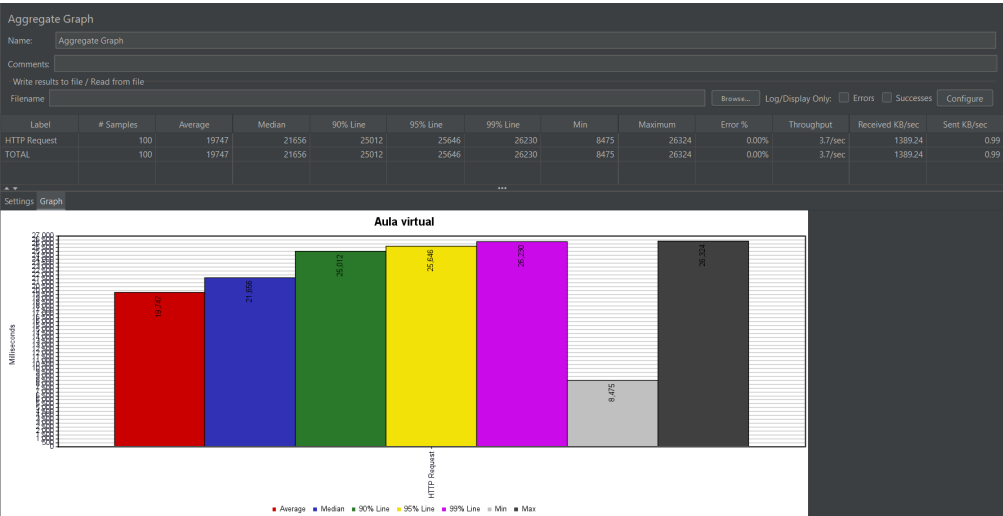 Aggregate Graph
Name: Aggregate Graph
Comments:
Write results to file / Read from file
Filename Browse... Log/Display Only: Errors Successes Configure
Label # Samples Average Median 90% Line 95% Line 99% Line Min Maximum Error % Throughput Received KB/sec Sent KB/sec
HTTP Request 100 19747 21656 25012 25646 26230 8475 26324 0.00% 3.7/sec 1389.24 0.99
TOTAL 100 19747 21656 25012 25646 26230 8475 26324 0.00% 3.7/sec 1389.24 0.99
Settings Graph
Aula virtual
27,000
0
Milliseconds
19,747
21,656
25,012
25,646
26,230
8,475
26,324
HTTP Request
Average Median 90% Line 95% Line 99% Line Min Max